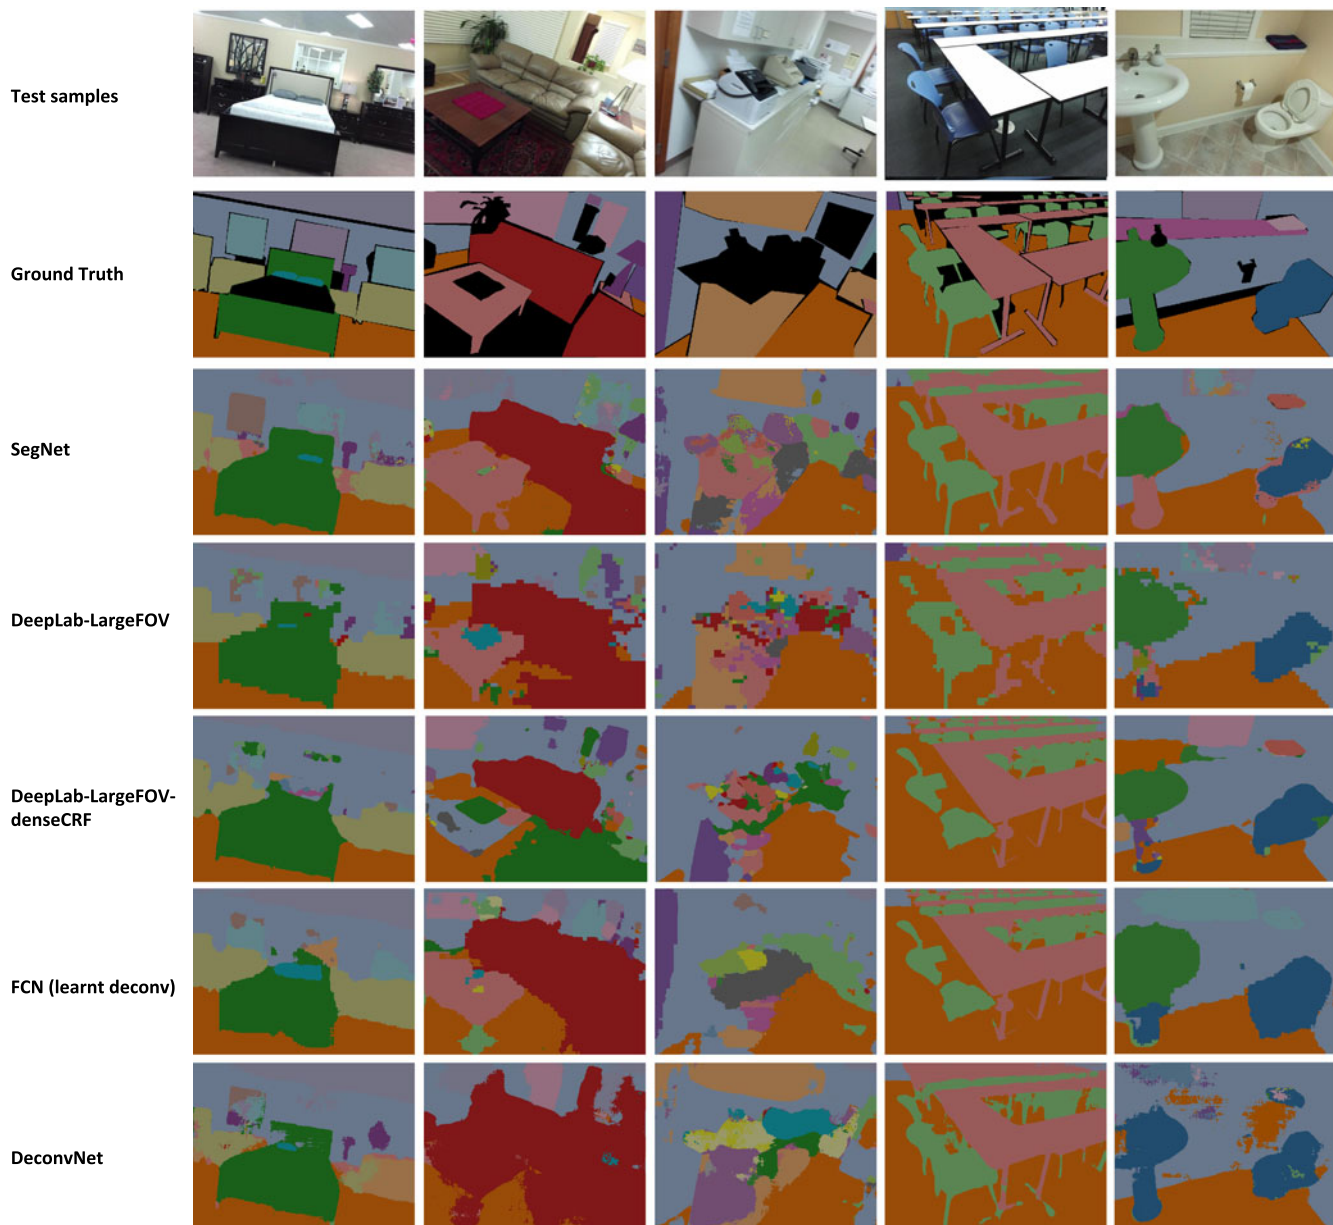 Test samples
Ground Truth
SegNet
DeepLab-LargeFOV
DeepLab-LargeFOV-
denseCRF
FCN (learnt deconv)
DeconvNet